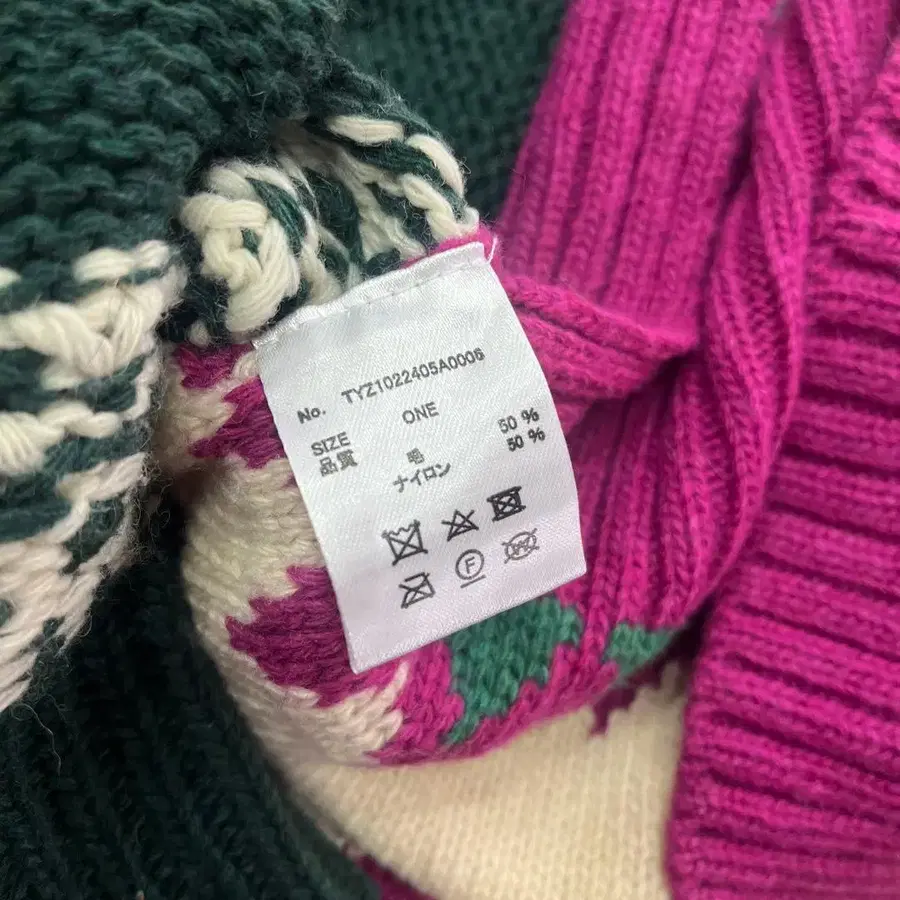 No. TYZ1022405A0006
SIZE ONE
品質 毛 50 %
ナイロン 50 %
F
W